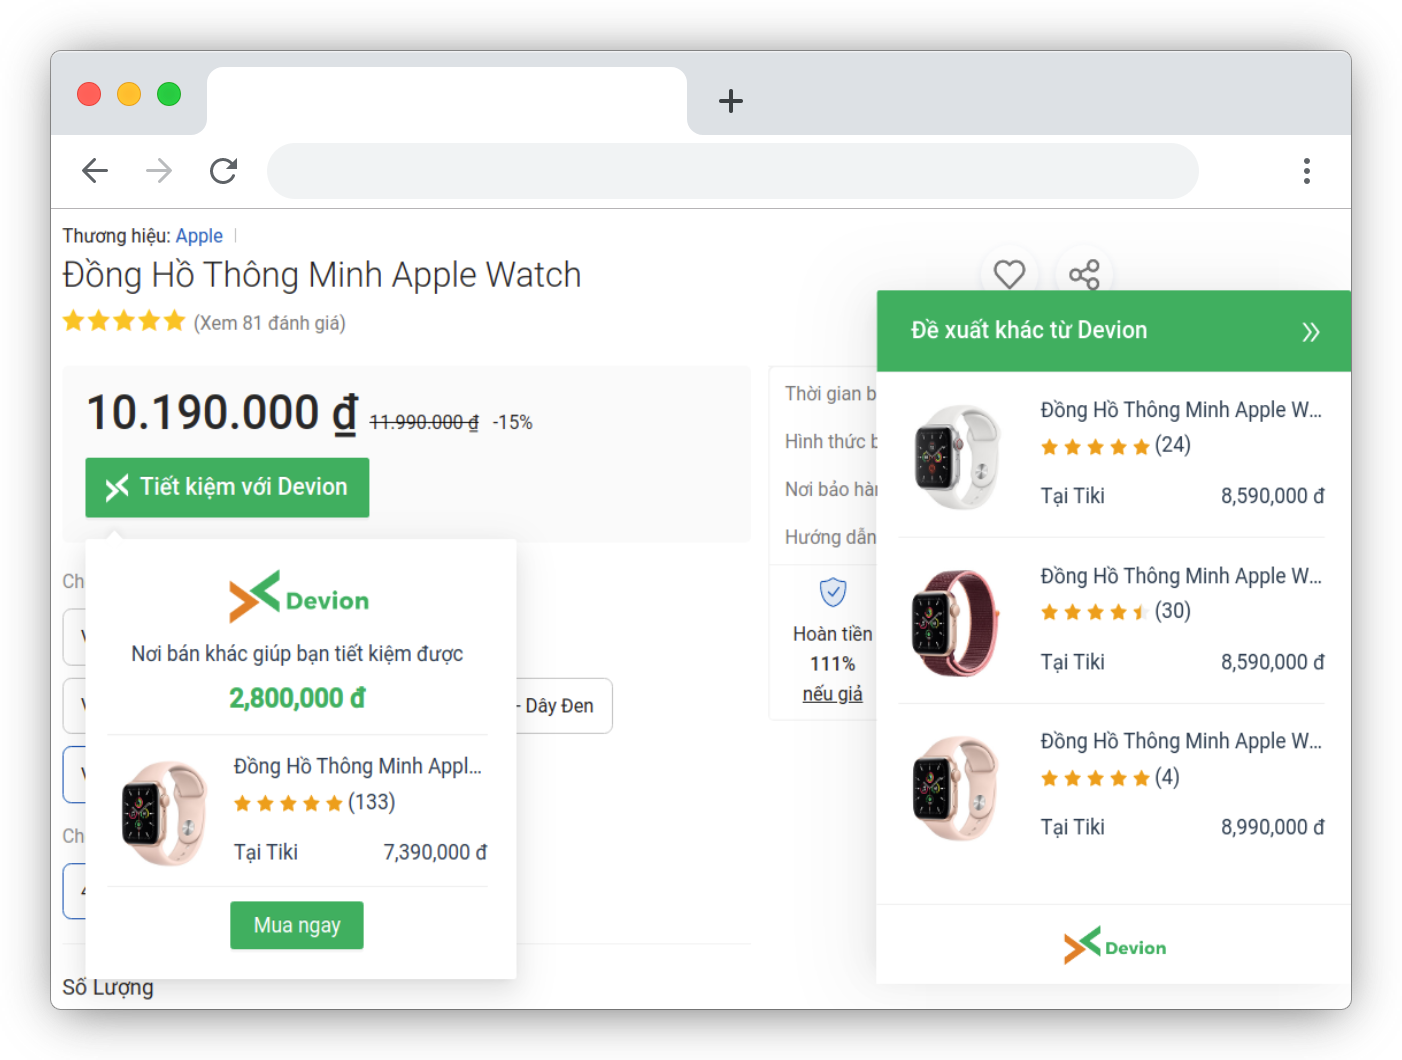 Thương hiệu: Apple
Đồng Hồ Thông Minh Apple Watch
(Xem 81 đánh giá)
10.190.000 ₫ 11.990.000 ₫ -15%
Tiết kiệm với Devion
Devion
Nơi bán khác giúp bạn tiết kiệm được
2,800,000 đ
Đồng Hồ Thông Minh Appl...
(133)
Tại Tiki 7,390,000 đ
Mua ngay
- Dây Đen
Số Lượng
Thời gian b
Hình thức b
Nơi bảo hàn
Hướng dẫn
Hoàn tiền
111%
nếu giả
Đề xuất khác từ Devion
Đồng Hồ Thông Minh Apple W...
(24)
Tại Tiki 8,590,000 đ
Đồng Hồ Thông Minh Apple W...
(30)
Tại Tiki 8,590,000 đ
Đồng Hồ Thông Minh Apple W...
(4)
Tại Tiki 8,990,000 đ
Devion